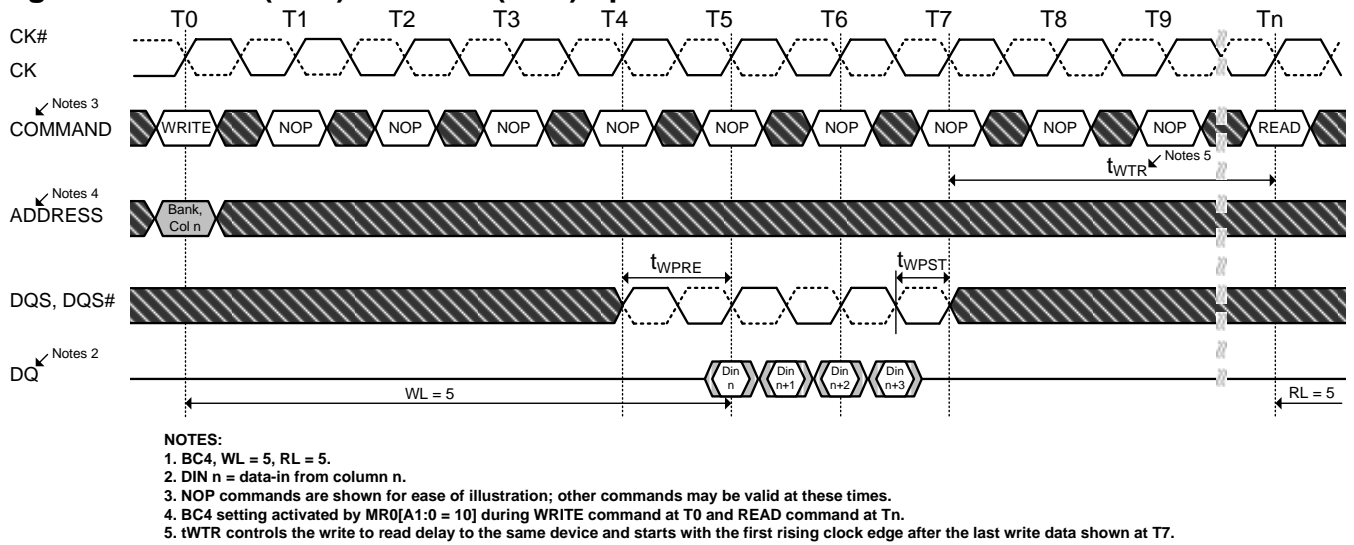 T0 T1 T2 T3 T4 T5 T6 T7 T8 T9 Tn
CK#
CK
Notes 3
COMMAND
WRITE NOP NOP NOP NOP NOP NOP NOP NOP NOP READ
tWTR Notes 5
Notes 4
ADDRESS
Bank,
Col n
tWPRE tWPST
DQS, DQS#
Notes 2
DQ
Din Din Din Din
n n+1 n+2 n+3
WL = 5 RL = 5
NOTES:
1. BC4, WL = 5, RL = 5.
2. DIN n = data-in from column n.
3. NOP commands are shown for ease of illustration; other commands may be valid at these times.
4. BC4 setting activated by MR0[A1:0 = 10] during WRITE command at T0 and READ command at Tn.
5. tWTR controls the write to read delay to the same device and starts with the first rising clock edge after the last write data shown at T7.